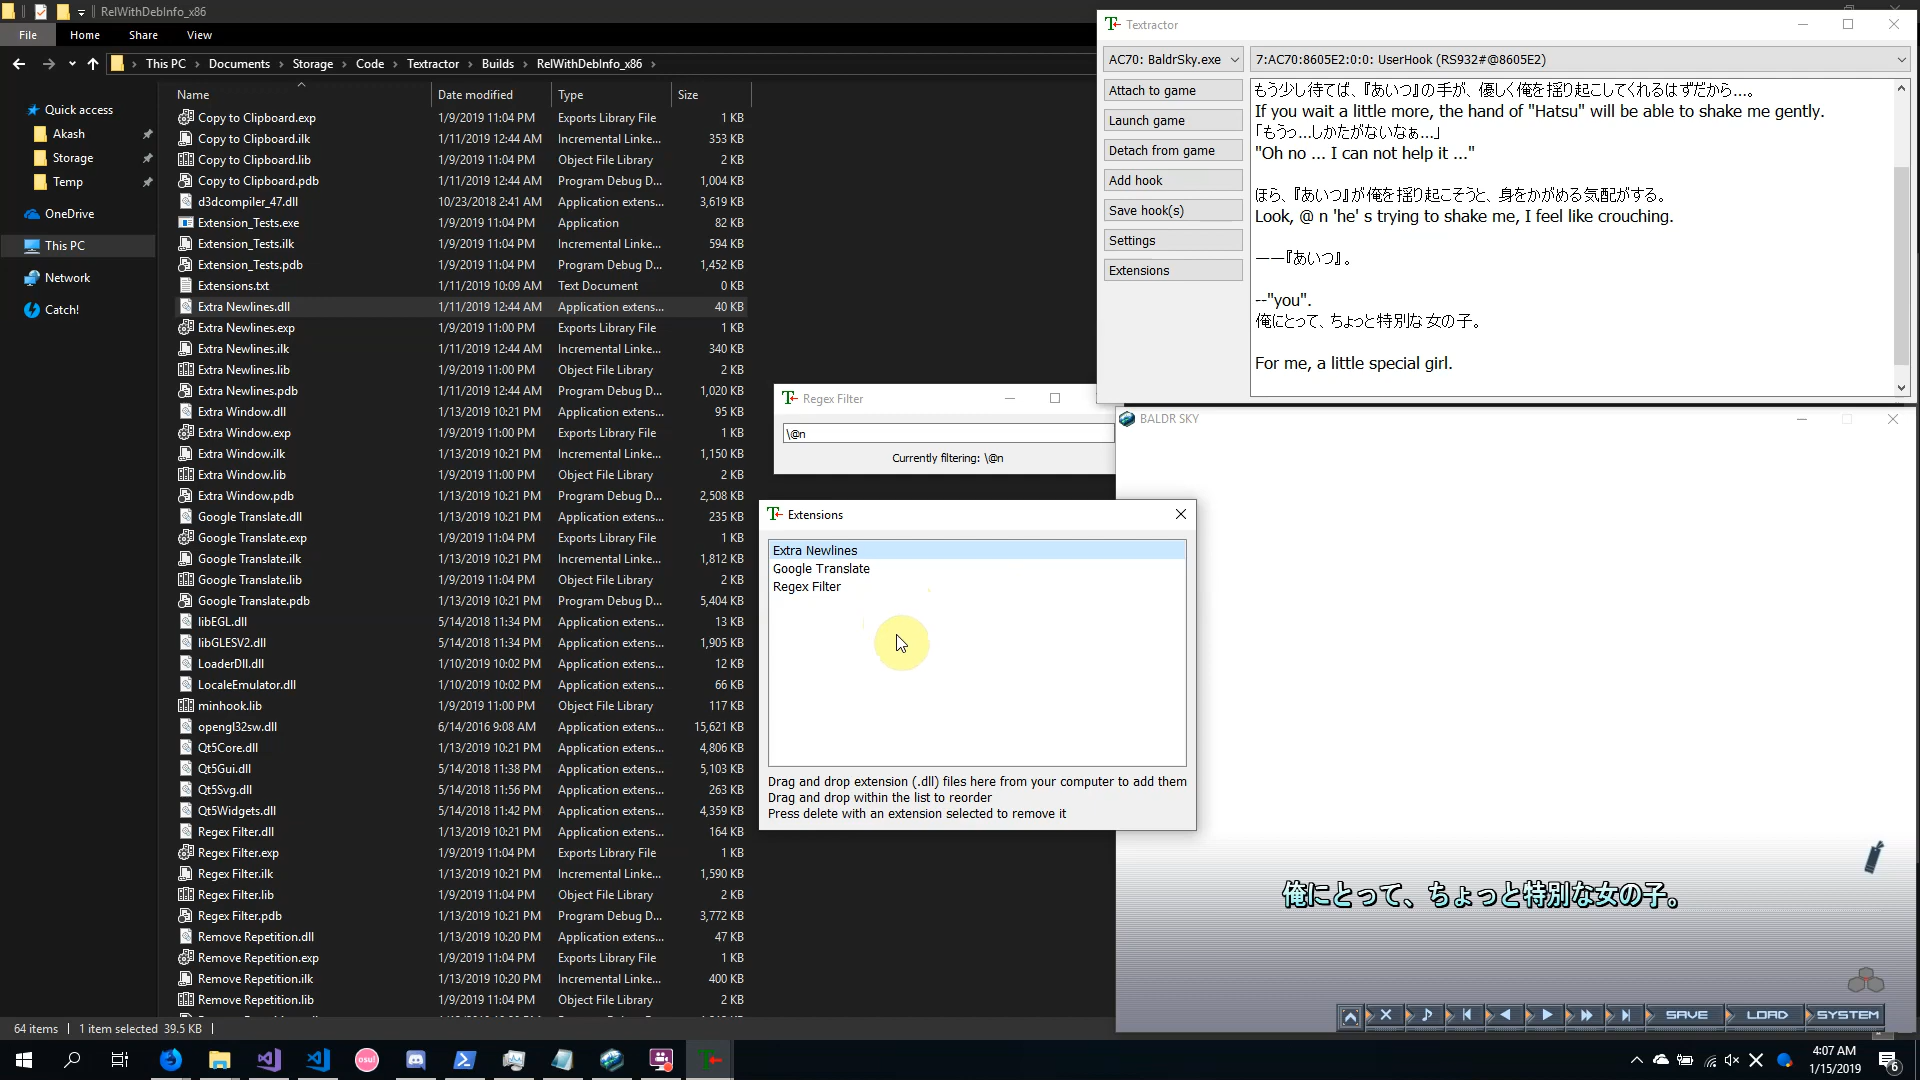 RelWithDebInfo_x86
File Home Share View
This PC Documents Storage Code Textractor Builds RelWithDebInfo_x86
Quick access
Akash
Storage
Temp
OneDrive
This PC
Network
Catch!
Name Date modified Type Size
Copy to Clipboard.exp 1/9/2019 11:04 PM Exports Library File 1 KB
Copy to Clipboard.ilk 1/11/2019 12:44 AM Incremental Linke... 353 KB
Copy to Clipboard.lib 1/9/2019 11:04 PM Object File Library 2 KB
Copy to Clipboard.pdb 1/11/2019 12:44 AM Program Debug D... 1,004 KB
d3dcompiler_47.dll 10/23/2018 2:41 AM Application extens... 3,619 KB
Extension_Tests.exe 1/9/2019 11:04 PM Application 82 KB
Extension_Tests.ilk 1/9/2019 11:04 PM Incremental Linke... 594 KB
Extension_Tests.pdb 1/9/2019 11:04 PM Program Debug D... 1,452 KB
Extensions.txt 1/11/2019 10:09 AM Text Document 0 KB
Extra Newlines.dll 1/11/2019 12:44 AM Application extens... 40 KB
Extra Newlines.exp 1/9/2019 11:00 PM Exports Library File 1 KB
Extra Newlines.ilk 1/11/2019 12:44 AM Incremental Linke... 340 KB
Extra Newlines.lib 1/9/2019 11:00 PM Object File Library 2 KB
Extra Newlines.pdb 1/11/2019 12:44 AM Program Debug D... 1,020 KB
Extra Window.dll 1/13/2019 10:21 PM Application extens... 95 KB
Extra Window.exp 1/9/2019 11:00 PM Exports Library File 1 KB
Extra Window.ilk 1/13/2019 10:21 PM Incremental Linke... 1,150 KB
Extra Window.lib 1/9/2019 11:00 PM Object File Library 2 KB
Extra Window.pdb 1/13/2019 10:21 PM Program Debug D... 2,508 KB
Google Translate.dll 1/13/2019 10:21 PM Application extens... 235 KB
Google Translate.exp 1/9/2019 11:04 PM Exports Library File 1 KB
Google Translate.ilk 1/13/2019 10:21 PM Incremental Linke... 1,812 KB
Google Translate.lib 1/9/2019 11:04 PM Object File Library 2 KB
Google Translate.pdb 1/13/2019 10:21 PM Program Debug D... 5,404 KB
libEGL.dll 5/14/2018 11:34 PM Application extens... 13 KB
libGLESV2.dll 5/14/2018 11:34 PM Application extens... 1,905 KB
LoaderDll.dll 1/10/2019 10:02 PM Application extens... 12 KB
LocaleEmulator.dll 1/10/2019 10:02 PM Application extens... 66 KB
minhook.lib 1/9/2019 11:00 PM Object File Library 117 KB
opengl32sw.dll 6/14/2016 9:08 AM Application extens... 15,621 KB
Qt5Core.dll 1/13/2019 10:21 PM Application extens... 4,806 KB
Qt5Gui.dll 5/14/2018 11:38 PM Application extens... 5,103 KB
Qt5Svg.dll 5/14/2018 11:56 PM Application extens... 263 KB
Qt5Widgets.dll 5/14/2018 11:42 PM Application extens... 4,359 KB
Regex Filter.dll 1/13/2019 10:21 PM Application extens... 164 KB
Regex Filter.exp 1/9/2019 11:04 PM Exports Library File 1 KB
Regex Filter.ilk 1/13/2019 10:21 PM Incremental Linke... 1,590 KB
Regex Filter.lib 1/9/2019 11:04 PM Object File Library 2 KB
Regex Filter.pdb 1/13/2019 10:21 PM Program Debug D... 3,772 KB
Remove Repetition.dll 1/13/2019 10:20 PM Application extens... 47 KB
Remove Repetition.exp 1/9/2019 11:04 PM Exports Library File 1 KB
Remove Repetition.ilk 1/13/2019 10:20 PM Incremental Linke... 400 KB
Remove Repetition.lib 1/9/2019 11:04 PM Object File Library 2 KB
64 items 1 item selected 39.5 KB
Textractor
AC70: BaldrSky.exe
7:AC70:8605E2:0:0: UserHook (RS932#@8605E2)
Attach to game
Launch game
Detach from game
Add hook
Save hook(s)
Settings
Extensions
もう少し待てば、『あいつ』の手が、優しく俺を揺り起こしてくれるはずだから…。
If you wait a little more, the hand of "Hatsu" will be able to shake me gently.
「もうっ…しかたがないなぁ…」
"Oh no ... I can not help it ..."
ほら、『あいつ』が俺を揺り起こそうと、身をかがめる気配がする。
Look, @ n 'he' s trying to shake me, I feel like crouching.
――『あいつ』。
--"you".
俺にとって、ちょっと特別な女の子。
For me, a little special girl.
Regex Filter
\@n
Currently filtering: \@n
Extensions
Extra Newlines
Google Translate
Regex Filter
Drag and drop extension (.dll) files here from your computer to add them
Drag and drop within the list to reorder
Press delete with an extension selected to remove it
BALDR SKY
俺にとって、ちょっと特別な女の子。
SAVE LOAD SYSTEM
osu!
4:07 AM
1/15/2019
6